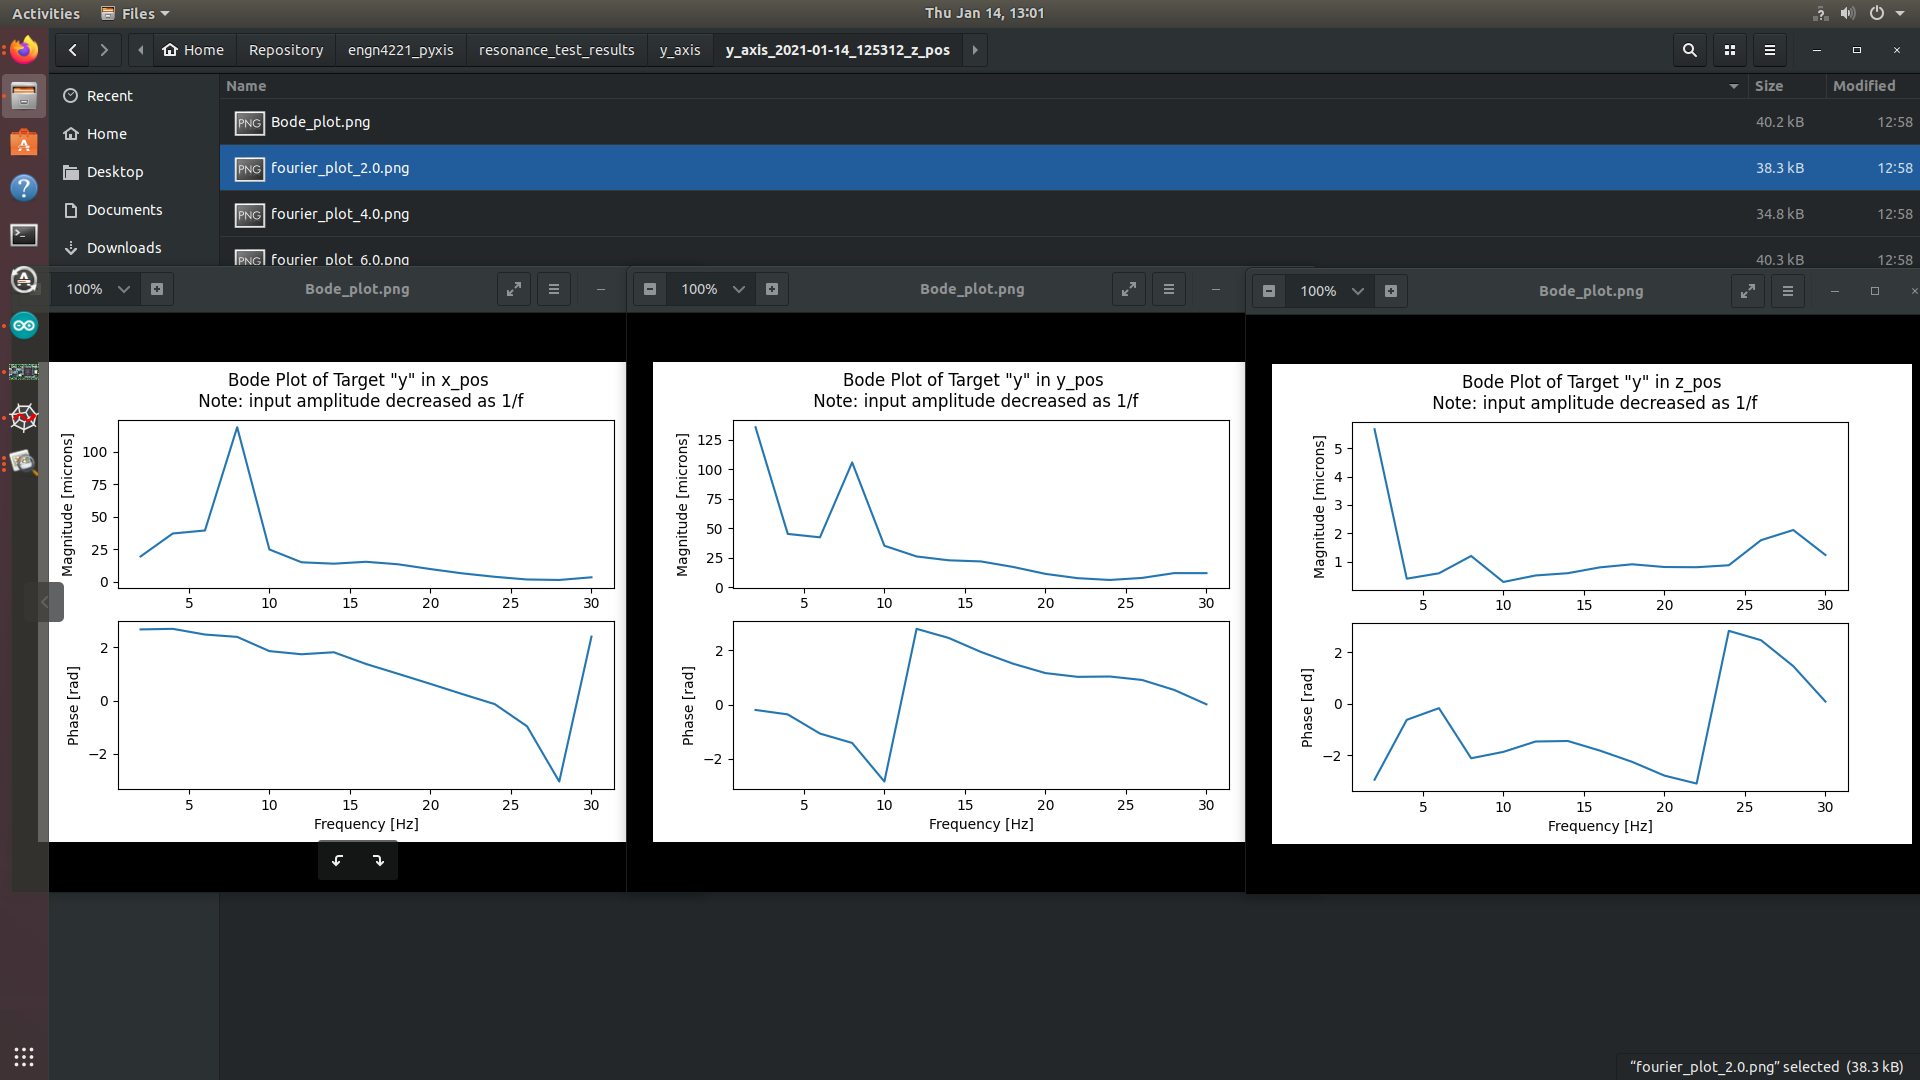 Activities Files Thu Jan 14, 13:01
Home Repository engn4221_pyxis resonance_test_results y_axis y_axis_2021-01-14_125312_z_pos
Name Size Modified
Recent
Home
Desktop
Documents
Downloads
PNG Bode_plot.png 40.2 kB 12:58
PNG fourier_plot_2.0.png 38.3 kB 12:58
PNG fourier_plot_4.0.png 34.8 kB 12:58
PNG fourier_plot_6.0.png 40.3 kB 12:58
100% Bode_plot.png
Bode Plot of Target "y" in x_pos
Note: input amplitude decreased as 1/f
Magnitude [microns]
100
75
50
25
0
5 10 15 20 25 30
Phase [rad]
2
0
−2
5 10 15 20 25 30
Frequency [Hz]
100% Bode_plot.png
Bode Plot of Target "y" in y_pos
Note: input amplitude decreased as 1/f
Magnitude [microns]
125
100
75
50
25
0
5 10 15 20 25 30
Phase [rad]
2
0
−2
5 10 15 20 25 30
Frequency [Hz]
100% Bode_plot.png
Bode Plot of Target "y" in z_pos
Note: input amplitude decreased as 1/f
Magnitude [microns]
5
4
3
2
1
5 10 15 20 25 30
Phase [rad]
2
0
−2
5 10 15 20 25 30
Frequency [Hz]
“fourier_plot_2.0.png” selected (38.3 kB)